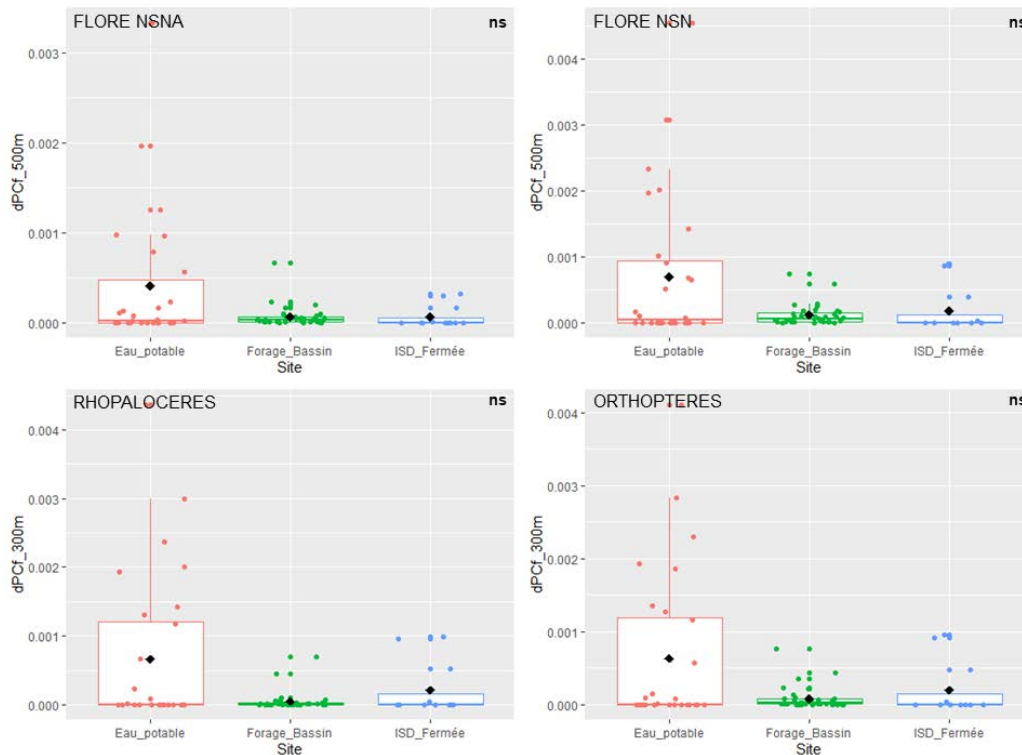 FLORE NSNA
ns
0.003
0.002
0.001
0.000
dPCf_500m
Eau_potable
Forage_Bassin
ISD_Fermée
Site
FLORE NSN
ns
0.004
0.003
0.002
0.001
0.000
dPCf_500m
Eau_potable
Forage_Bassin
ISD_Fermée
Site
RHOPALOCERES
ns
0.004
0.003
0.002
0.001
0.000
dPCf_300m
Eau_potable
Forage_Bassin
ISD_Fermée
Site
ORTHOPTERES
ns
0.004
0.003
0.002
0.001
0.000
dPCf_300m
Eau_potable
Forage_Bassin
ISD_Fermée
Site